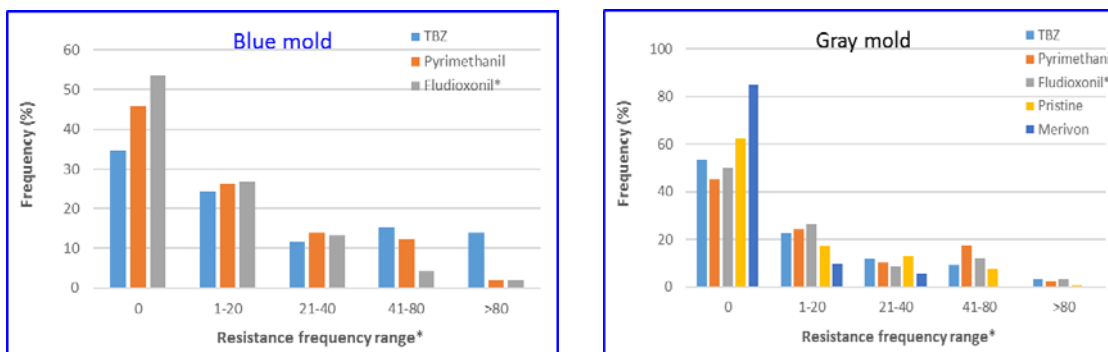 Blue mold
TBZ
Pyrimethanil
Fludioxonil*
60
50
40
30
20
10
0
Frequency (%)
0 1-20 21-40 41-80 >80
Resistance frequency range*
Gray mold
TBZ
Pyrimethani
Fludioxonil*
Pristine
Merivon
100
80
60
40
20
0
Frequency (%)
0 1-20 21-40 41-80 >80
Resistance frequency range*